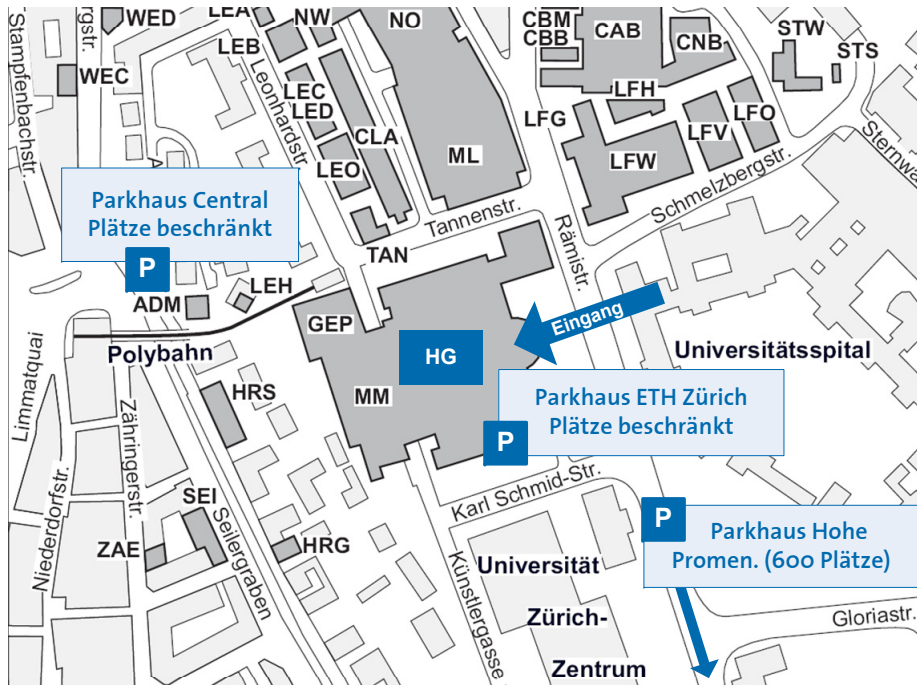 WED
LEA
NW
NO
CBM
CBB
CAB
CNB
STW
STS
Stampfenbachstr.
WEC
LEB
Leonhardstr.
LEC
LED
CLA
LEO
ML
LFG
LFH
LFW
LFV
LFO
Schmelzbergstr.
Parkhaus Central
Plätze beschränkt
P
Tannenstr.
TAN
Rämistr.
ADM
LEH
GEP
Eingang
Polybahn
HG
Universitätsspital
Limmatquai
HRS
MM
Parkhaus ETH Zürich
Plätze beschränkt
P
Zähringerstr.
Niederdorfstr.
SEI
Seilergraben
ZAE
HRG
Karl Schmid-Str.
P
Parkhaus Hohe
Promen. (600 Plätze)
Künstlergasse
Universität
Zürich-
Zentrum
Gloriastr.